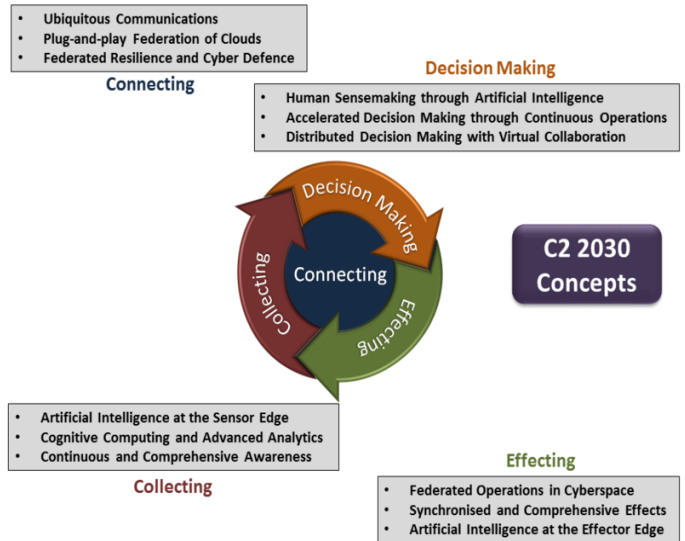 • Ubiquitous Communications
• Plug-and-play Federation of Clouds
• Federated Resilience and Cyber Defence
Connecting
Decision Making
• Human Sensemaking through Artificial Intelligence
• Accelerated Decision Making through Continuous Operations
• Distributed Decision Making with Virtual Collaboration
Decision Making
Connecting
Collecting
Effecting
C2 2030
Concepts
• Artificial Intelligence at the Sensor Edge
• Cognitive Computing and Advanced Analytics
• Continuous and Comprehensive Awareness
Collecting
Effecting
• Federated Operations in Cyberspace
• Synchronised and Comprehensive Effects
• Artificial Intelligence at the Effector Edge